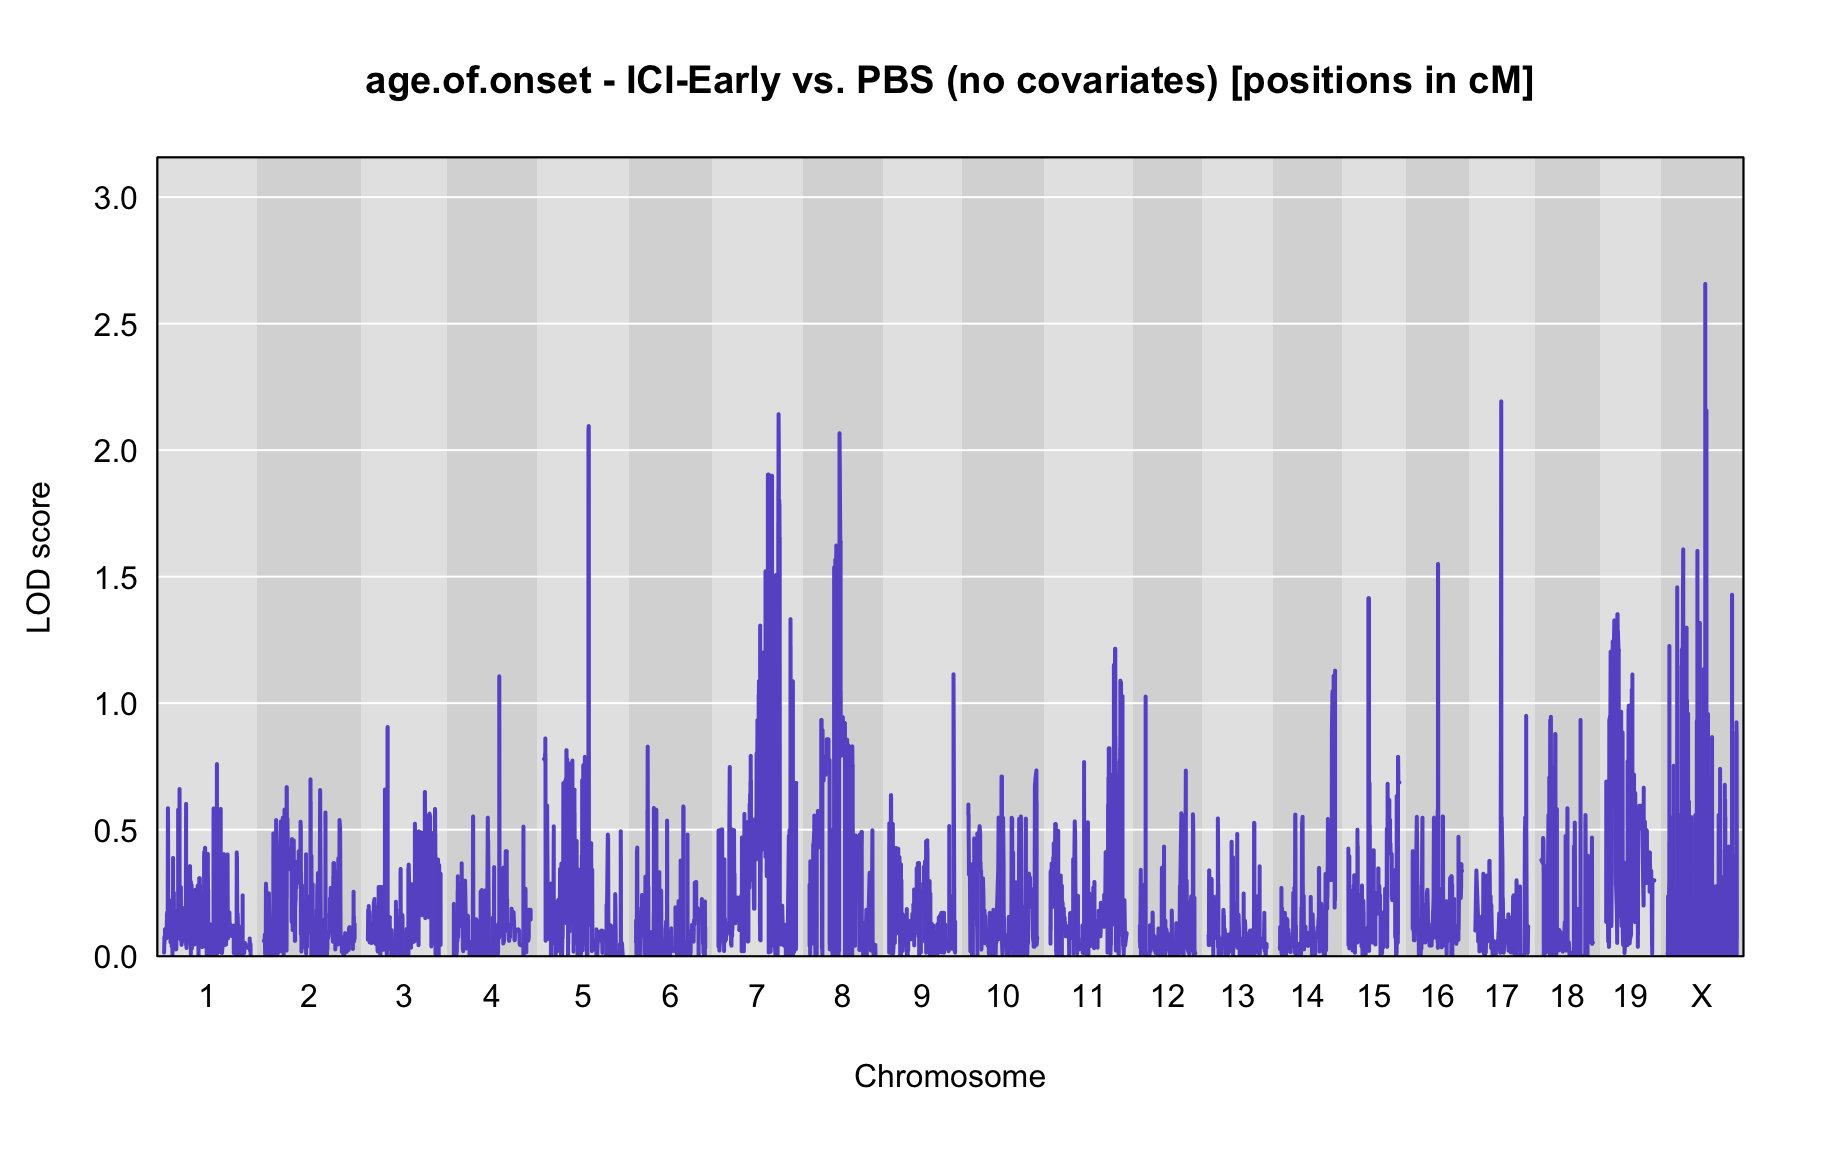 age.of.onset - ICI-Early vs. PBS (no covariates) [positions in cM]
3.0
2.5
2.0
1.5
1.0
0.5
0.0
LOD score
1 2 3 4 5 6 7 8 9 10 11 12 13 14 15 16 17 18 19 X
Chromosome